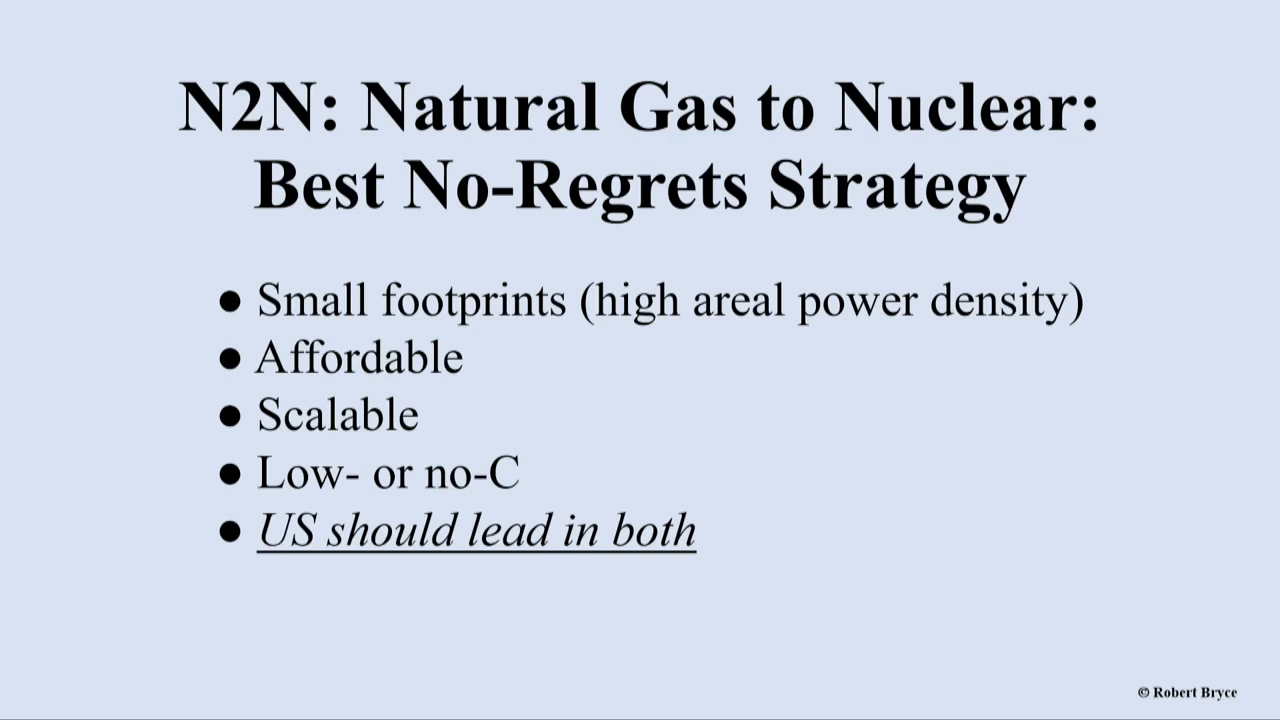 N2N: Natural Gas to Nuclear:
Best No-Regrets Strategy
● Small footprints (high areal power density)
● Affordable
● Scalable
● Low- or no-C
● US should lead in both
© Robert Bryce